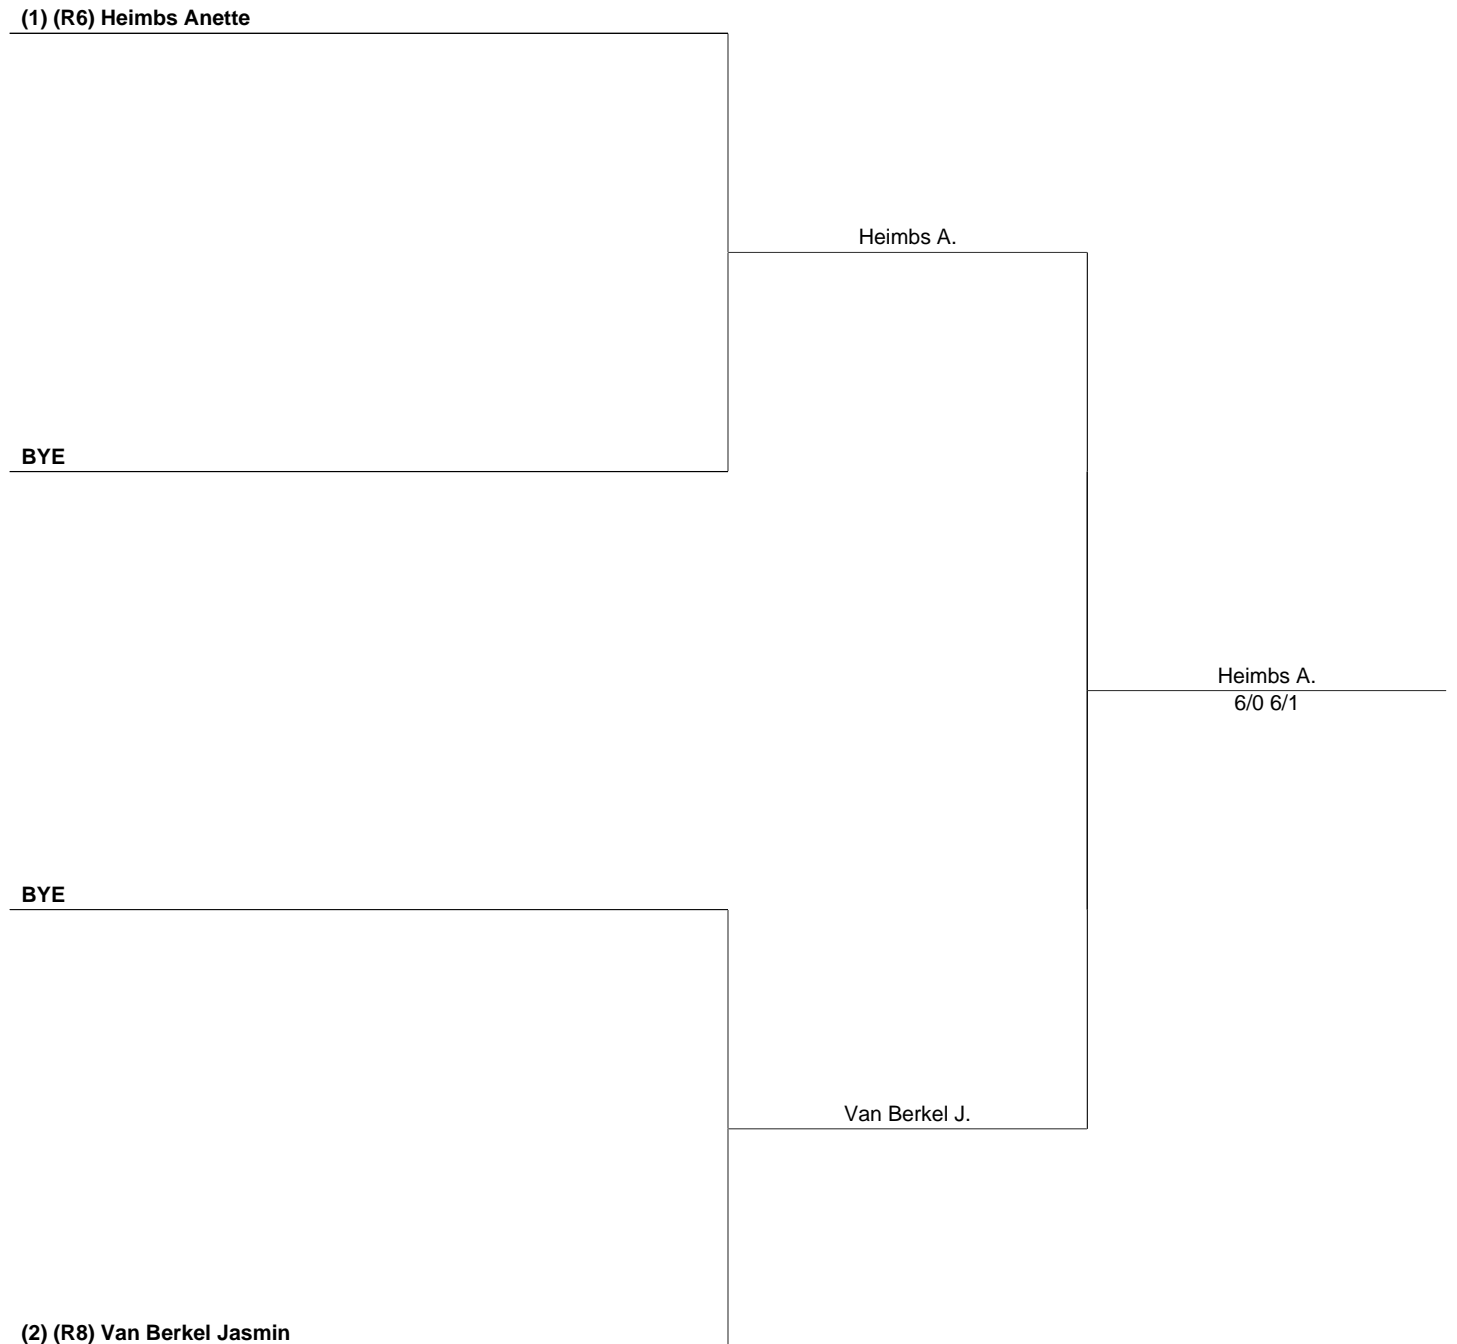 (1) (R6) Heimbs Anette
Heimbs A.
BYE
Heimbs A.
6/0 6/1
BYE
Van Berkel J.
(2) (R8) Van Berkel Jasmin